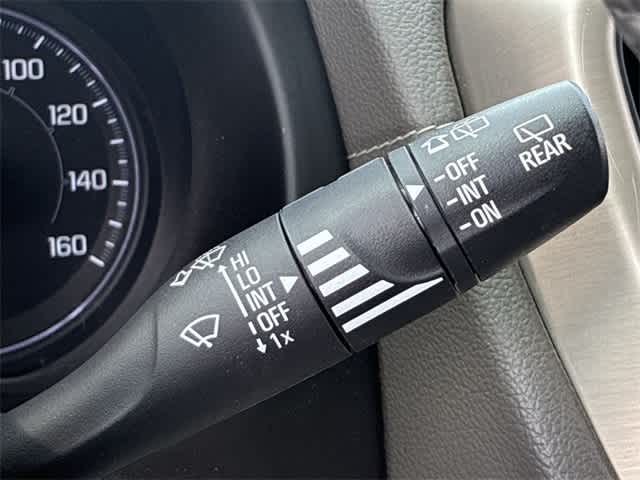 100
120
140
160
HI
LO
INT
OFF
1x
-OFF
-INT
-ON
REAR